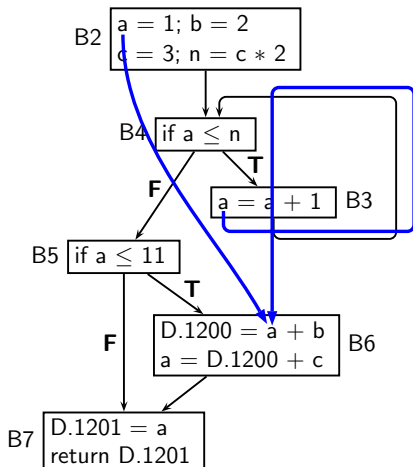 B2
a = 1; b = 2
c = 3; n = c * 2
B4
if a ≤ n
T
F
a = a + 1
B3
B5
if a ≤ 11
T
F
D.1200 = a + b
a = D.1200 + c
B6
B7
D.1201 = a
return D.1201